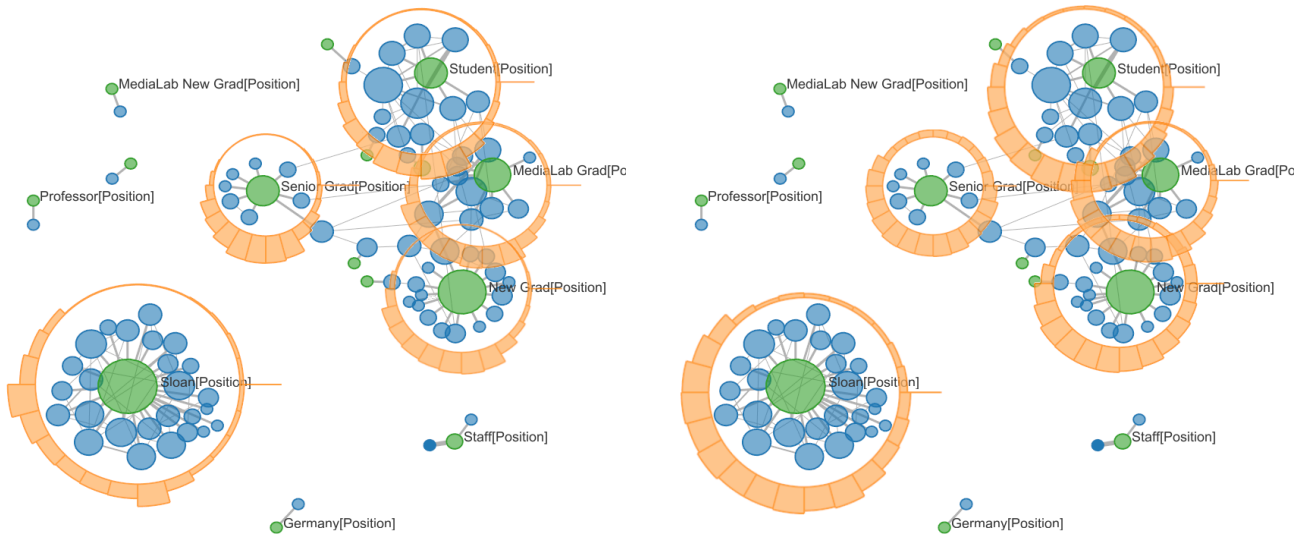 Student[Position]
MediaLab New Grad[Position]
MediaLab Grad[Po
Senior Grad[Position]
Professor[Position]
New Grad[Position]
Sloan[Position]
Staff[Position]
Germany[Position]
Student[Position]
MediaLab New Grad[Position]
MediaLab Grad[Po
Senior Grad[Position]
Professor[Position]
New Grad[Position]
Sloan[Position]
Staff[Position]
Germany[Position]